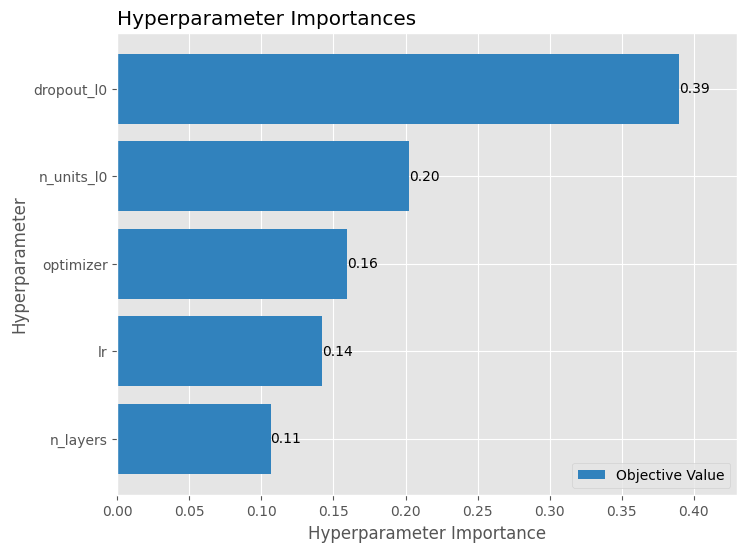 Hyperparameter Importances
Hyperparameter
dropout_l0
0.39
n_units_l0
0.20
optimizer
0.16
lr
0.14
n_layers
0.11
Objective Value
0.00 0.05 0.10 0.15 0.20 0.25 0.30 0.35 0.40
Hyperparameter Importance